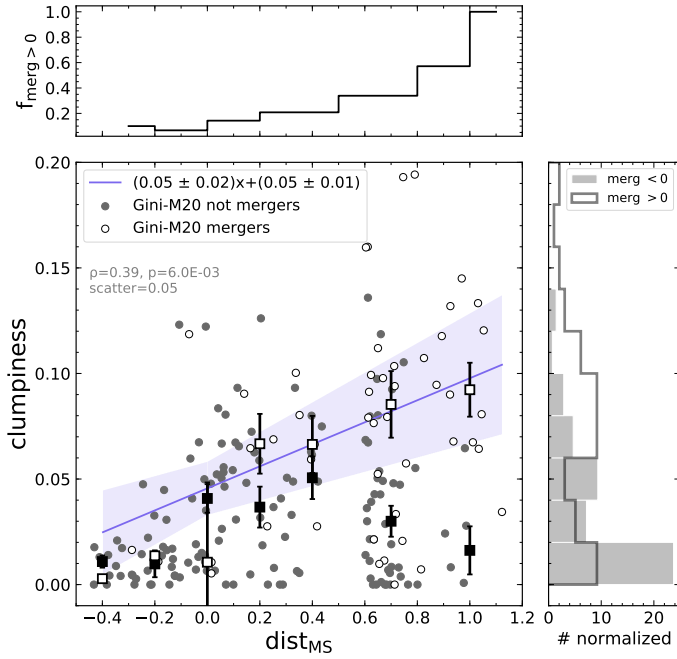 1.0
0.8
0.6
0.4
0.2
f_merg > 0
0.20
0.15
0.10
0.05
0.00
clumpiness
(0.05 ± 0.02)x+(0.05 ± 0.01)
Gini-M20 not mergers
Gini-M20 mergers
ρ=0.39, p=6.0E-03
scatter=0.05
−0.4 −0.2 0.0 0.2 0.4 0.6 0.8 1.0 1.2
dist_MS
merg < 0
merg > 0
0 10 20
# normalized